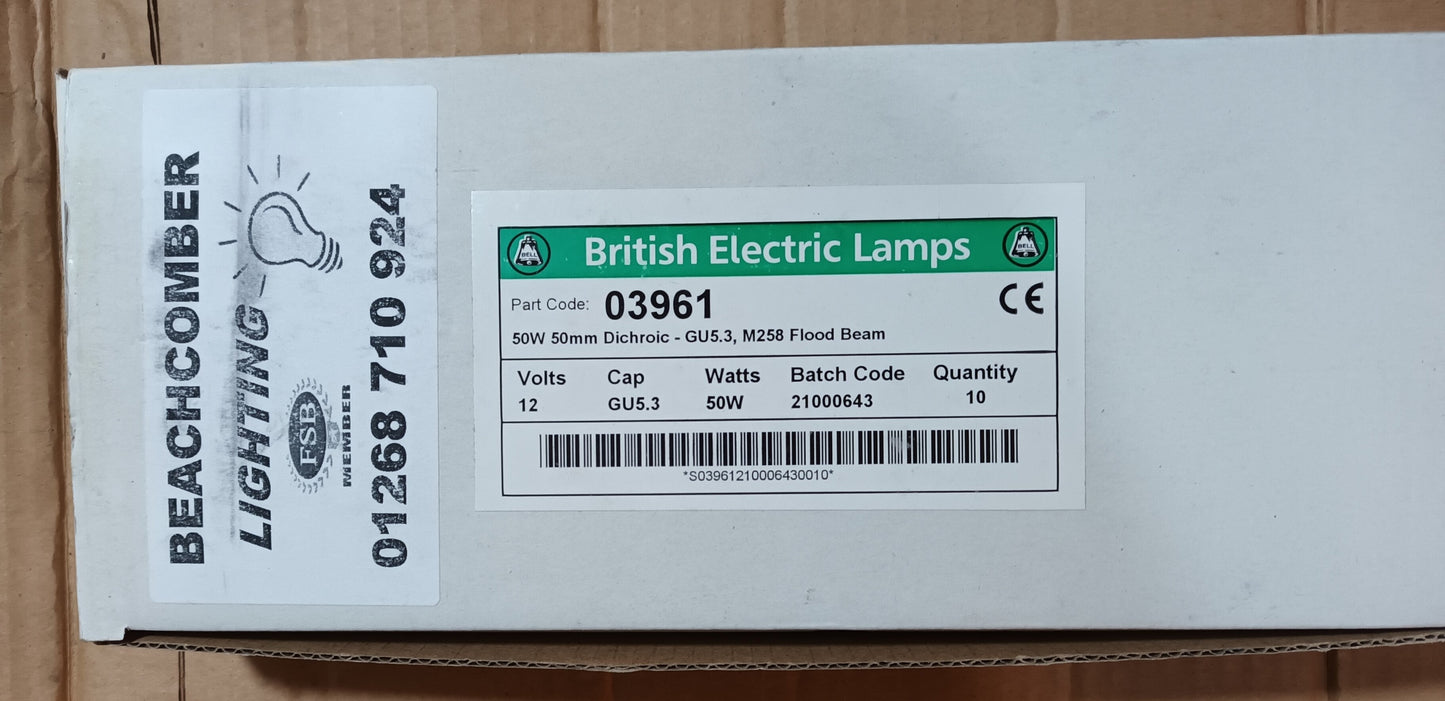 BEACHCOMBER
LIGHTING
FSB
MEMBER
01268 710 924
BELL
British Electric Lamps
BELL
Part Code: 03961
CE
50W 50mm Dichroic - GU5.3, M258 Flood Beam
Volts Cap Watts Batch Code Quantity
12 GU5.3 50W 21000643 10
*S03961210006430010*